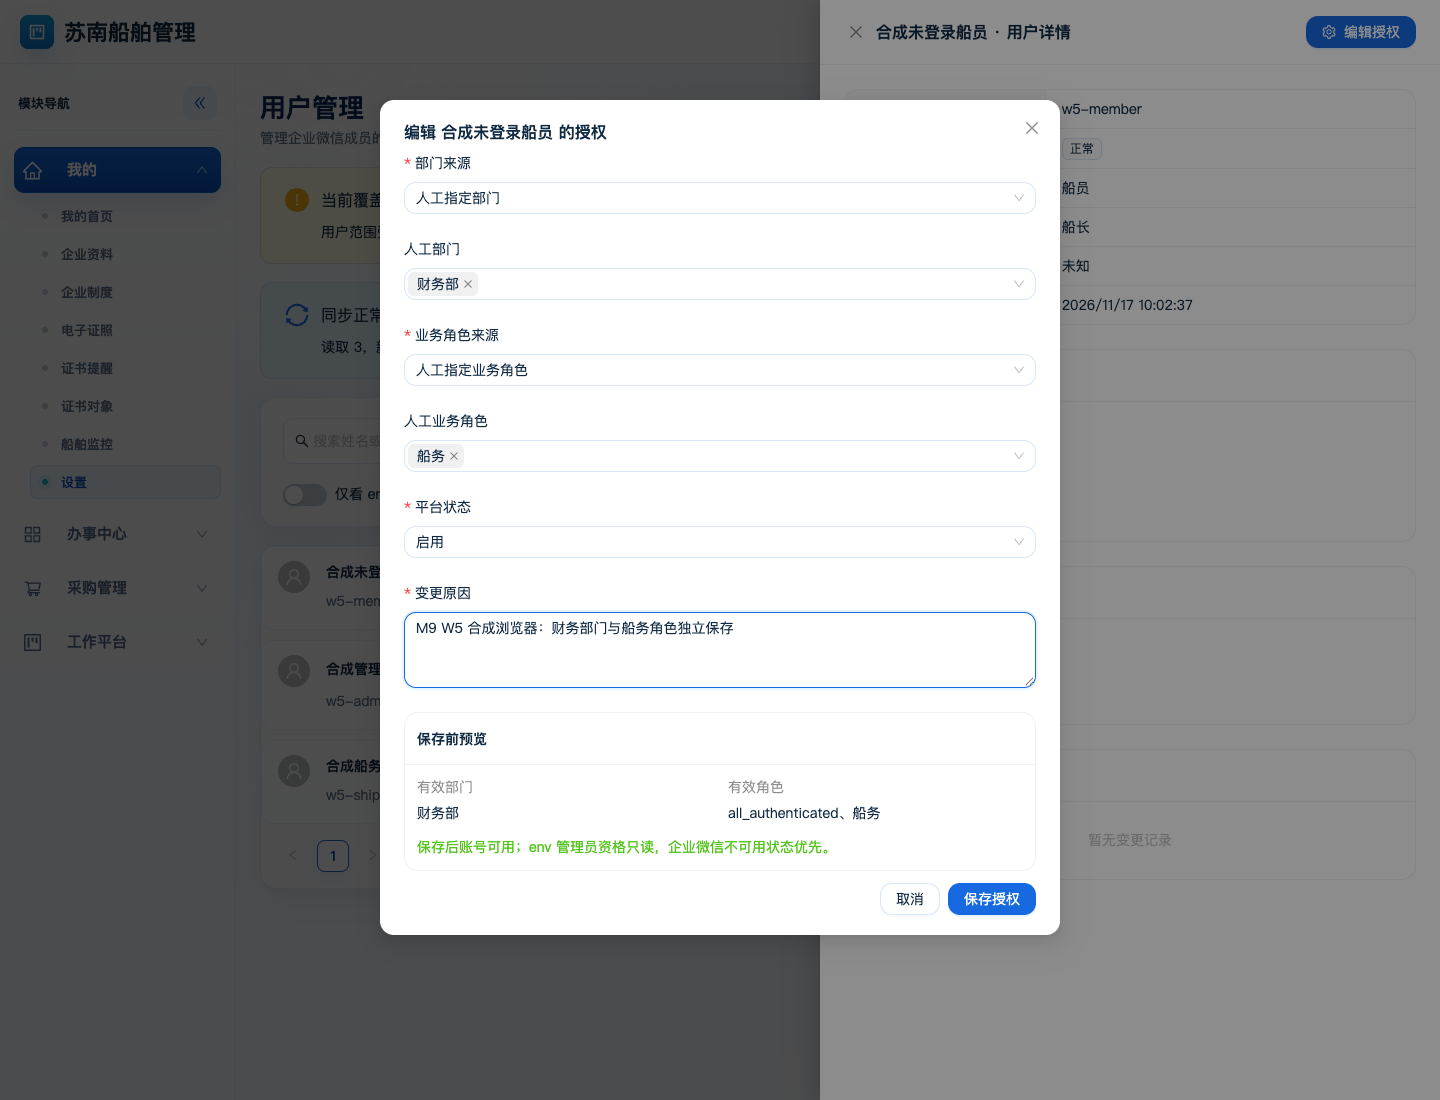 苏南船舶管理
模块导航
我的
我的首页
企业资料
企业制度
电子证照
证书提醒
证书对象
船舶监控
设置
办事中心
采购管理
工作平台
用户管理
管理企业微信成员的
当前覆盖
用户范围
同步正常
读取 3，
搜索姓名或
仅看 en
合成未登
w5-mem
合成管理
w5-adm
合成船务
w5-ship
1
合成未登录船员 · 用户详情
编辑授权
w5-member
正常
船员
船长
未知
2026/11/17 10:02:37
暂无变更记录
编辑 合成未登录船员 的授权
* 部门来源
人工指定部门
人工部门
财务部
* 业务角色来源
人工指定业务角色
人工业务角色
船务
* 平台状态
启用
* 变更原因
M9 W5 合成浏览器：财务部门与船务角色独立保存
保存前预览
有效部门
财务部
有效角色
all_authenticated、船务
保存后账号可用；env 管理员资格只读，企业微信不可用状态优先。
取消
保存授权